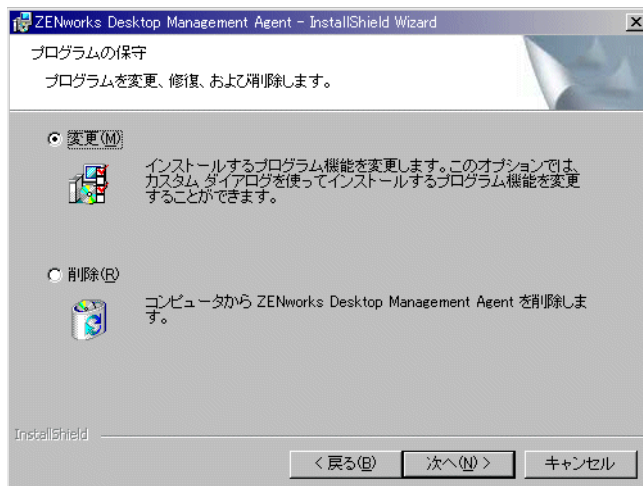 ZENworks Desktop Management Agent - InstallShield Wizard
プログラムの保守
プログラムを変更、修復、および削除します。
変更(M)
インストールするプログラム機能を変更します。このオプションでは、
カスタム ダイアログを使ってインストールするプログラム機能を変更
することができます。
削除(R)
コンピュータから ZENworks Desktop Management Agent を削除しま
す。
InstallShield
< 戻る(B)
次へ(N) >
キャンセル